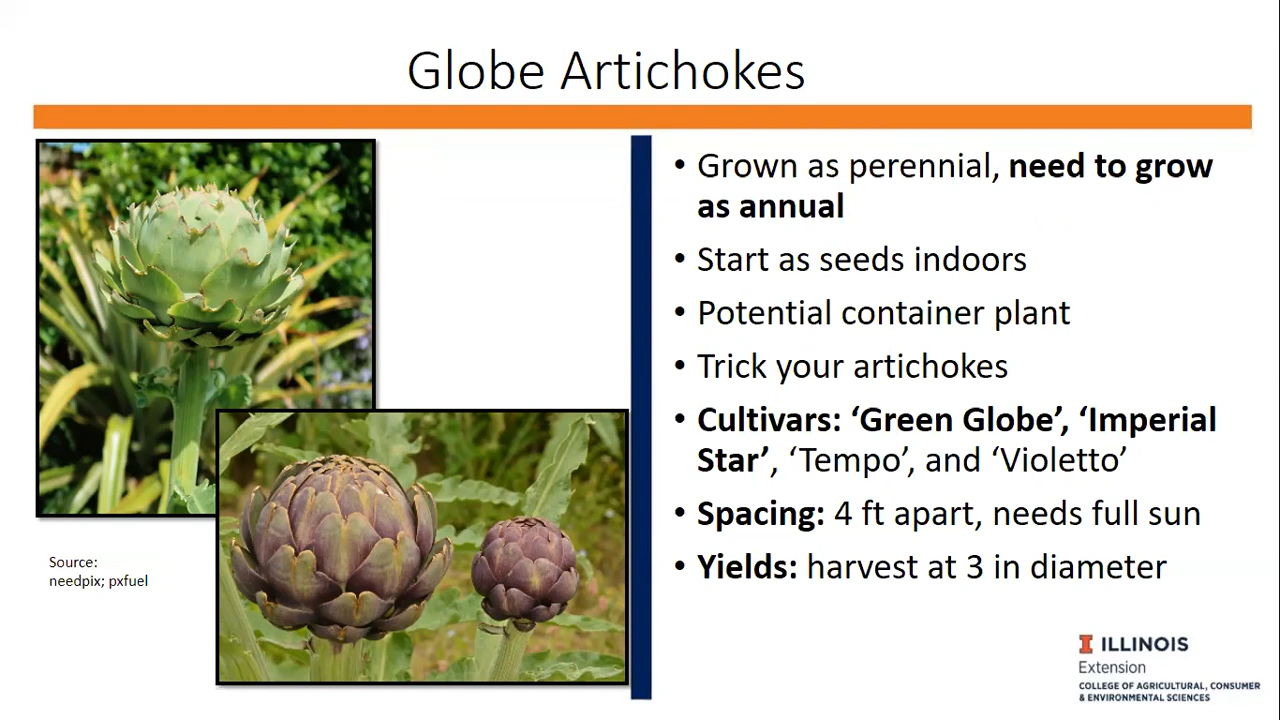 Globe Artichokes
• Grown as perennial, need to grow
as annual
• Start as seeds indoors
• Potential container plant
• Trick your artichokes
• Cultivars: ‘Green Globe’, ‘Imperial
Star’, ‘Tempo’, and ‘Violetto’
• Spacing: 4 ft apart, needs full sun
• Yields: harvest at 3 in diameter
Source:
needpix; pxfuel
I ILLINOIS
Extension
COLLEGE OF AGRICULTURAL, CONSUMER
& ENVIRONMENTAL SCIENCES